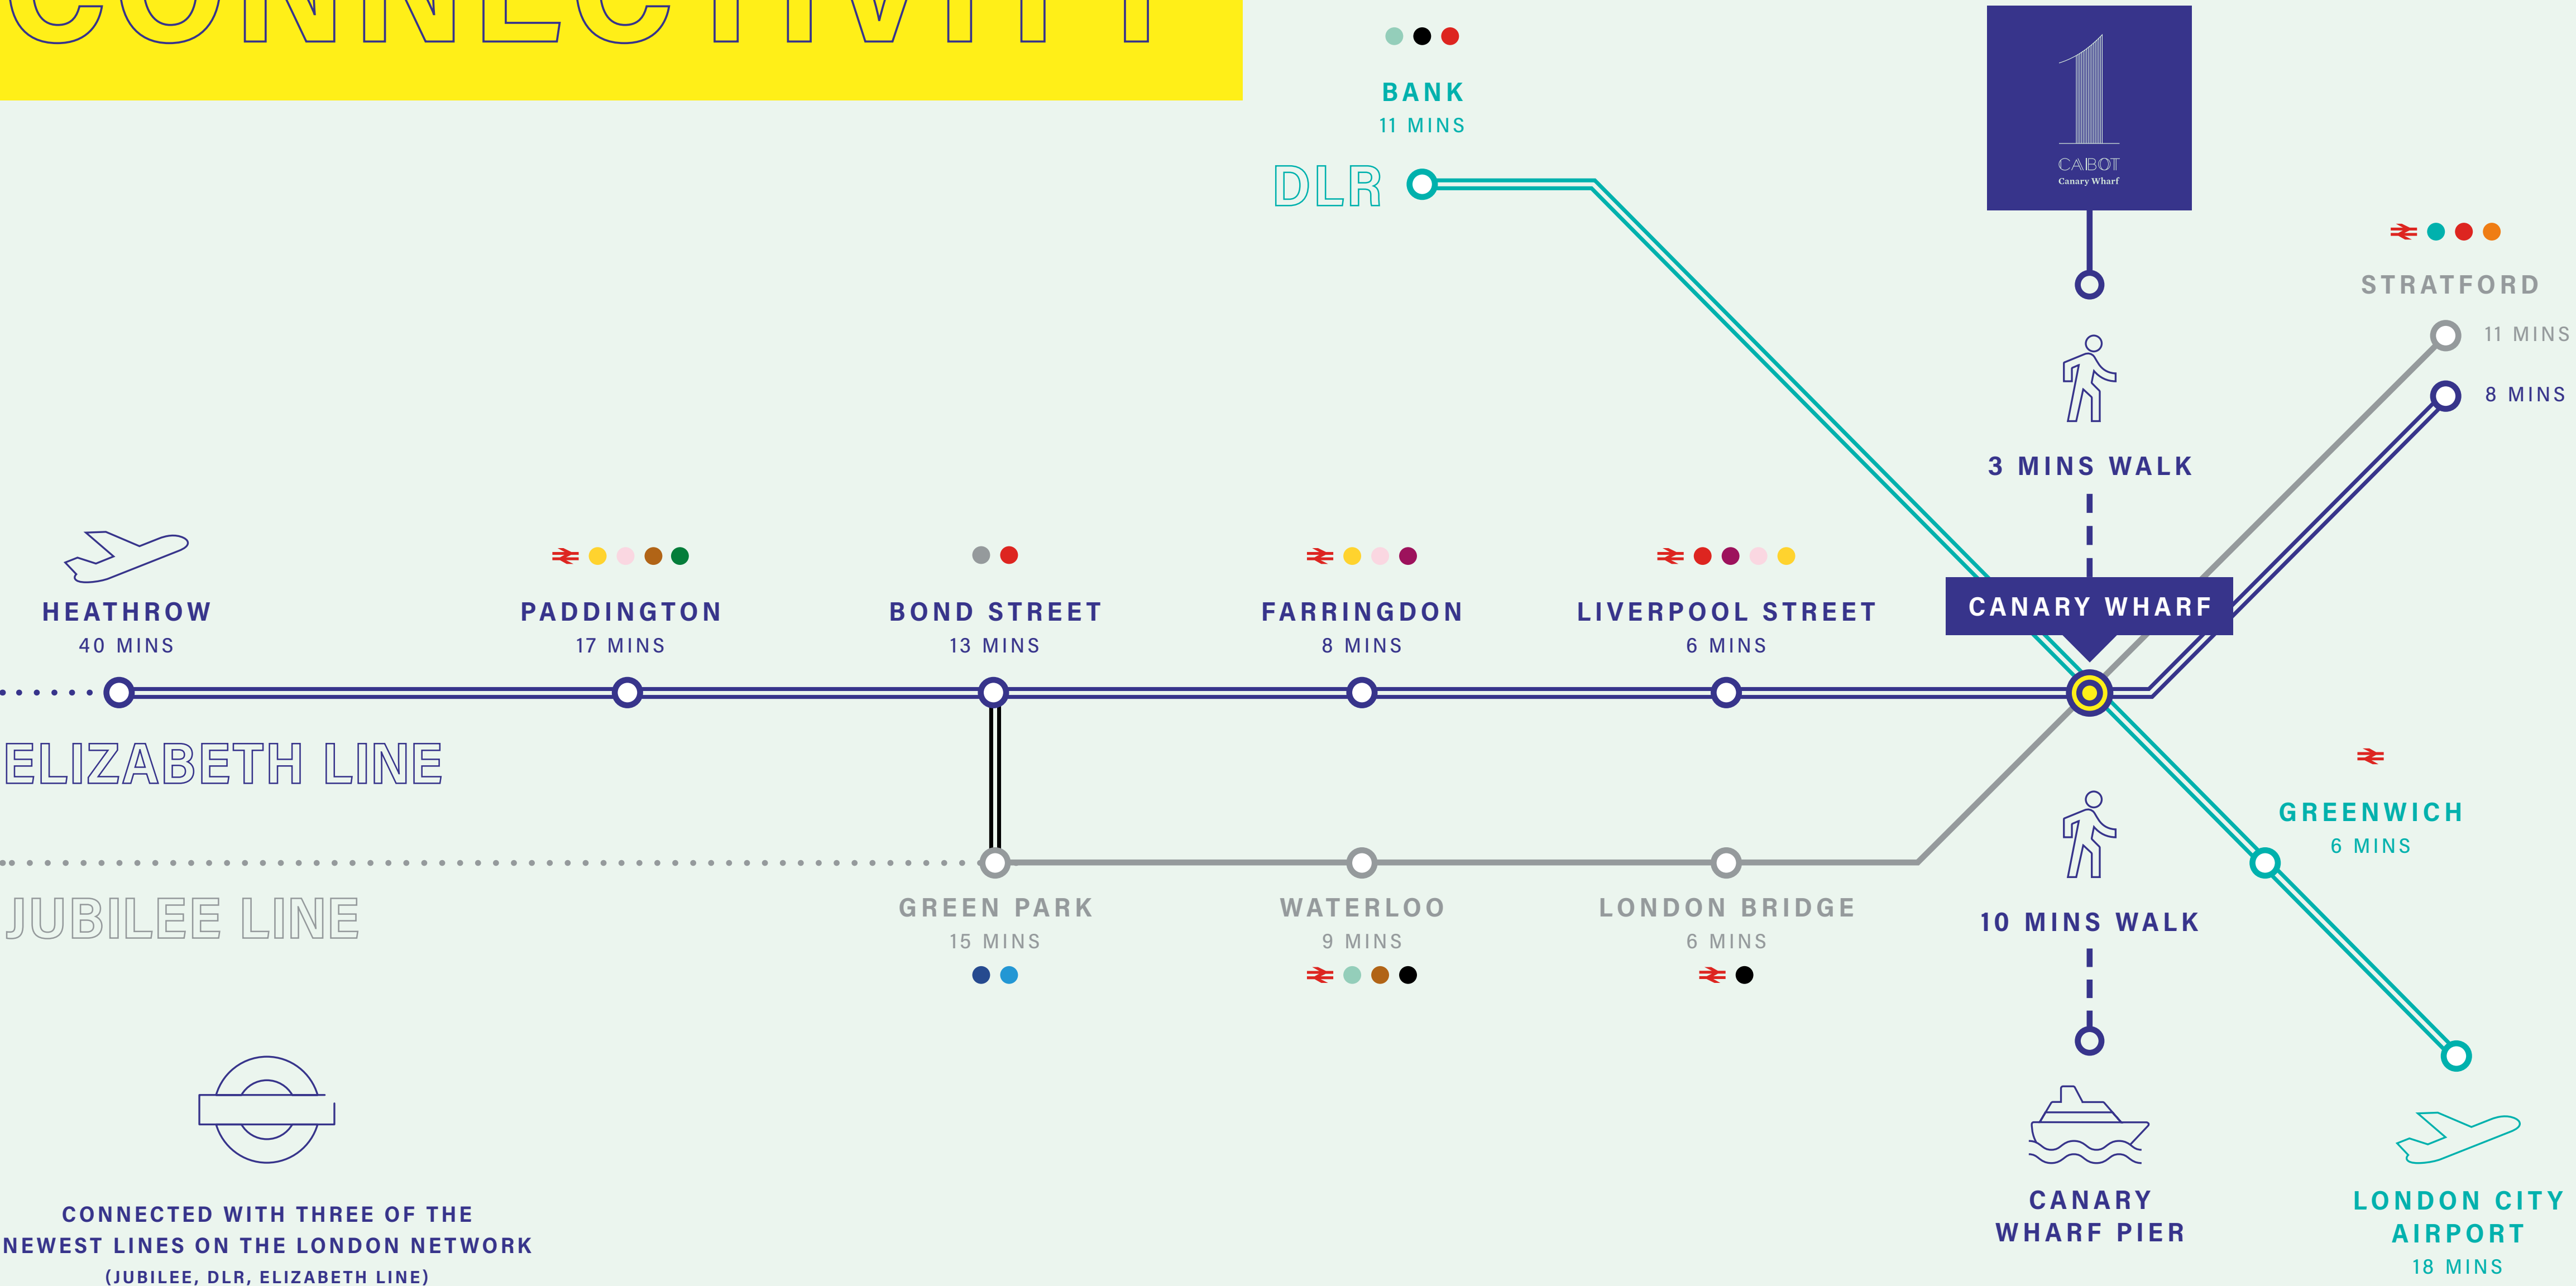 CONNECTIVITY
BANK
11 MINS
DLR
1
CABOT
Canary Wharf
STRATFORD
11 MINS
8 MINS
3 MINS WALK
HEATHROW
40 MINS
PADDINGTON
17 MINS
BOND STREET
13 MINS
FARRINGDON
8 MINS
LIVERPOOL STREET
6 MINS
CANARY WHARF
ELIZABETH LINE
GREENWICH
6 MINS
JUBILEE LINE
GREEN PARK
15 MINS
WATERLOO
9 MINS
LONDON BRIDGE
6 MINS
10 MINS WALK
CANARY
WHARF PIER
LONDON CITY
AIRPORT
18 MINS
CONNECTED WITH THREE OF THE
NEWEST LINES ON THE LONDON NETWORK
(JUBILEE, DLR, ELIZABETH LINE)